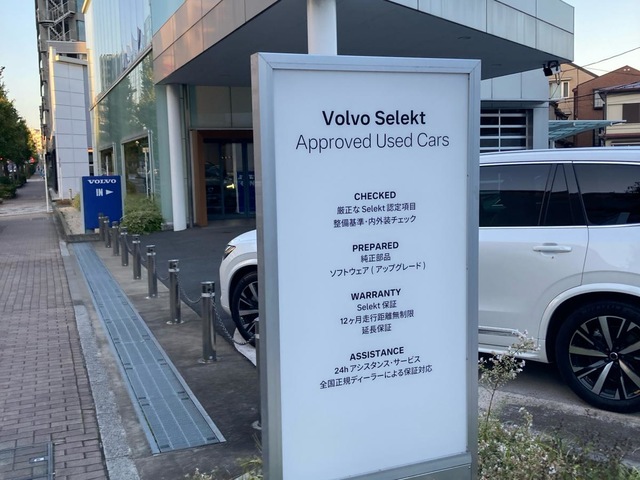 Volvo Selekt
Approved Used Cars
CHECKED
厳正な Selekt 認定項目
整備基準・内外装チェック
PREPARED
純正部品
ソフトウェア ( アップグレード )
WARRANTY
Selekt 保証
12ヶ月走行距離無制限
延長保証
ASSISTANCE
24h アシスタンス・サービス
全国正規ディーラーによる保証対応
VOLVO
IN